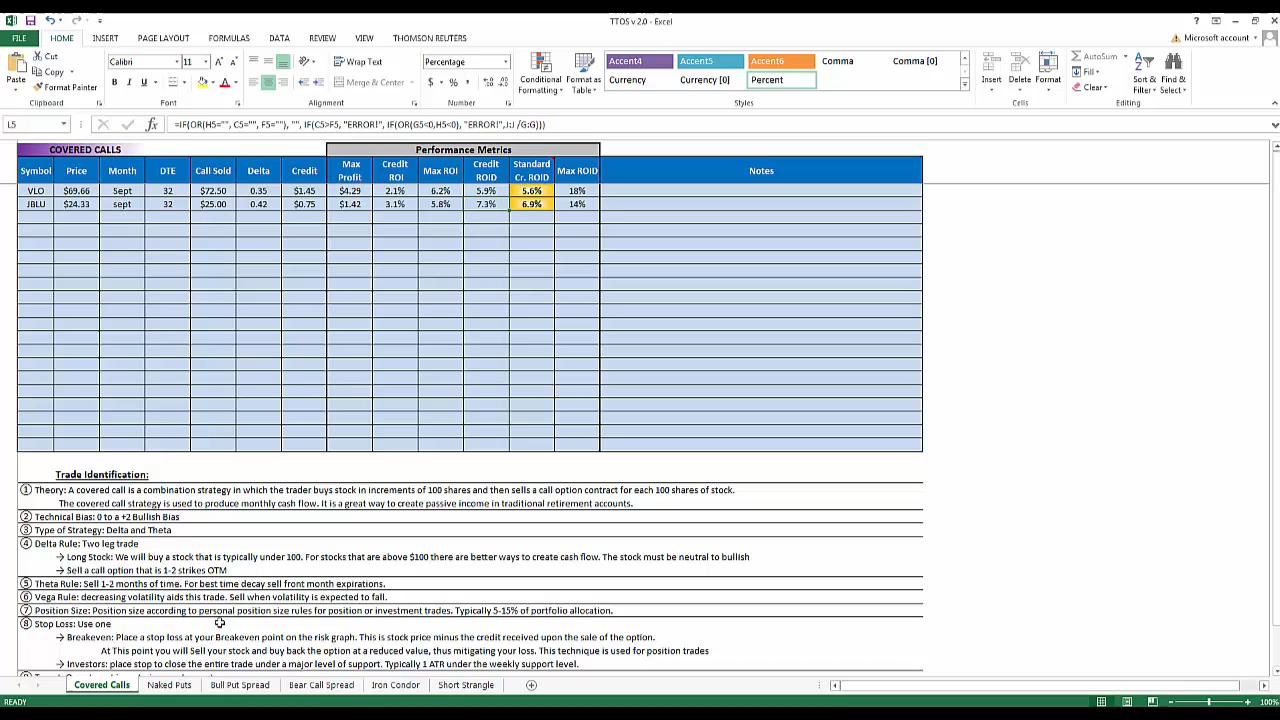 TTOS v 2.0 - Excel
FILE HOME INSERT PAGE LAYOUT FORMULAS DATA REVIEW VIEW THOMSON REUTERS Microsoft account
Paste Cut Copy Format Painter
Calibri 11
B I U
Wrap Text
Merge & Center
Percentage
$ % ,
Conditional Formatting
Format as Table
Accent4 Accent5 Accent6 Comma Comma [0]
Currency Currency [0] Percent
Insert Delete Format
AutoSum Fill Clear
Sort & Filter Find & Select
Clipboard Font Alignment Number Styles Cells Editing
L5 =IF(OR(H5="", C5="", F5=""), "", IF(C5>F5, "ERROR!", IF(OR(G5<0,H5<0), "ERROR!",J:J /G:G)))
COVERED CALLS Performance Metrics
Symbol Price Month DTE Call Sold Delta Credit Max Profit Credit ROI Max ROI Credit ROID Standard Cr. ROID Max ROID Notes
VLO $69.66 Sept 32 $72.50 0.35 $1.45 $4.29 2.1% 6.2% 5.9% 5.6% 18%
JBLU $24.33 sept 32 $25.00 0.42 $0.75 $1.42 3.1% 5.8% 7.3% 6.9% 14%
Trade Identification:
① Theory: A covered call is a combination strategy in which the trader buys stock in increments of 100 shares and then sells a call option contract for each 100 shares of stock.
The covered call strategy is used to produce monthly cash flow. It is a great way to create passive income in traditional retirement accounts.
② Technical Bias: 0 to a +2 Bullish Bias
③ Type of Strategy: Delta and Theta
④ Delta Rule: Two leg trade
→ Long Stock: We will buy a stock that is typically under 100. For stocks that are above $100 there are better ways to create cash flow. The stock must be neutral to bullish
→ Sell a call option that is 1-2 strikes OTM
⑤ Theta Rule: Sell 1-2 months of time. For best time decay sell front month expirations.
⑥ Vega Rule: decreasing volatility aids this trade. Sell when volatility is expected to fall.
⑦ Position Size: Position size according to personal position size rules for position or investment trades. Typically 5-15% of portfolio allocation.
⑧ Stop Loss: Use one
→ Breakeven: Place a stop loss at your Breakeven point on the risk graph. This is stock price minus the credit received upon the sale of the option.
At This point you will Sell your stock and buy back the option at a reduced value, thus mitigating your loss. This technique is used for position trades
→ Investors: place stop to close the entire trade under a major level of support. Typically 1 ATR under the weekly support level.
Covered Calls Naked Puts Bull Put Spread Bear Call Spread Iron Condor Short Strangle
READY 100%